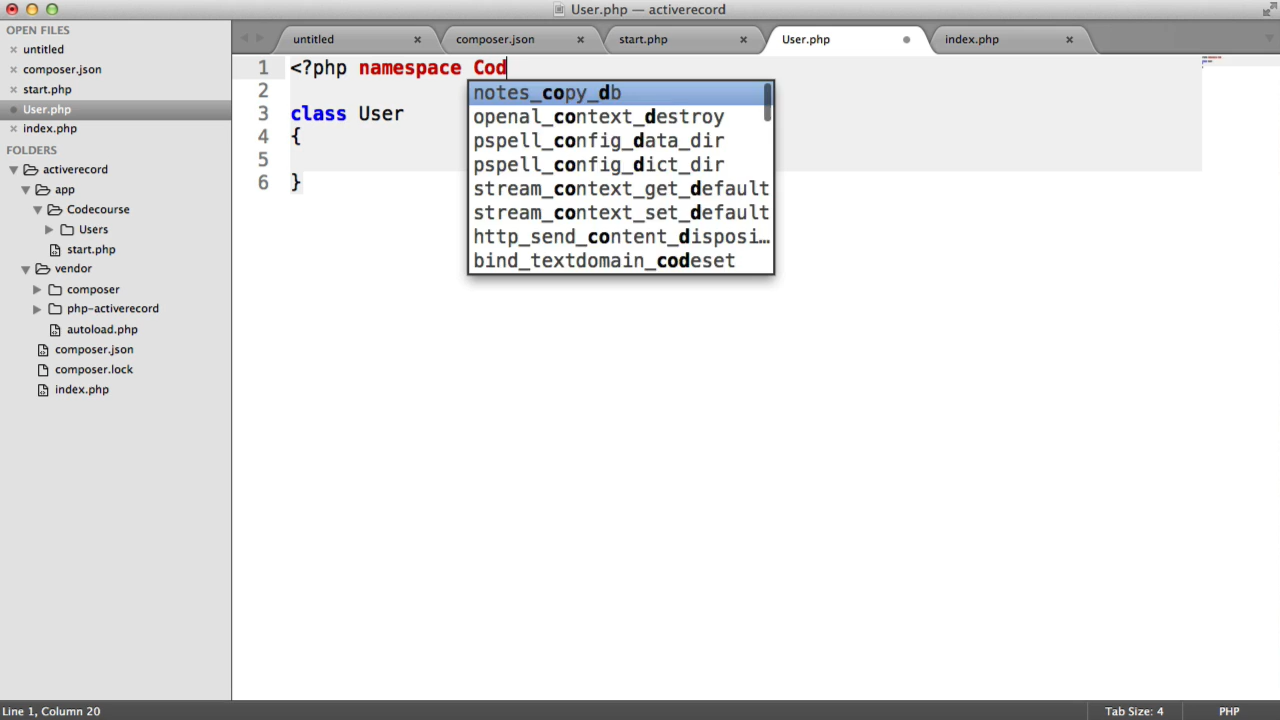 User.php — activerecord
OPEN FILES
untitled
composer.json
start.php
User.php
index.php
FOLDERS
activerecord
app
Codecourse
Users
start.php
vendor
composer
php-activerecord
autoload.php
composer.json
composer.lock
index.php
untitled
composer.json
start.php
User.php
index.php
1 <?php namespace Cod
2
3 class User
4 {
5
6 }
notes_copy_db
openal_context_destroy
pspell_config_data_dir
pspell_config_dict_dir
stream_context_get_default
stream_context_set_default
http_send_content_disposi…
bind_textdomain_codeset
Line 1, Column 20
Tab Size: 4
PHP